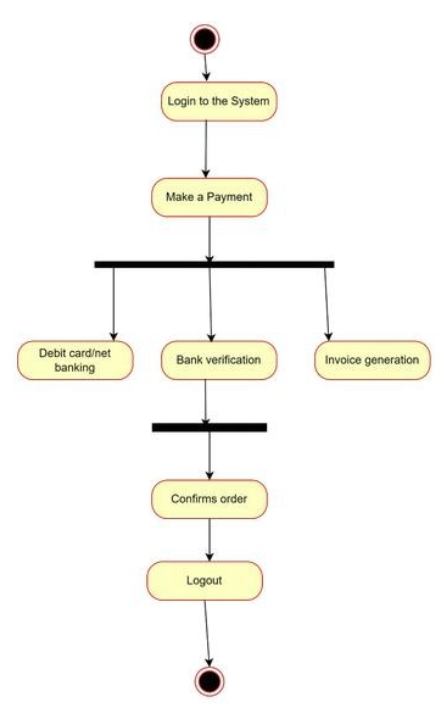 Login to the System
Make a Payment
Debit card/net
banking
Bank verification
Invoice generation
Confirms order
Logout